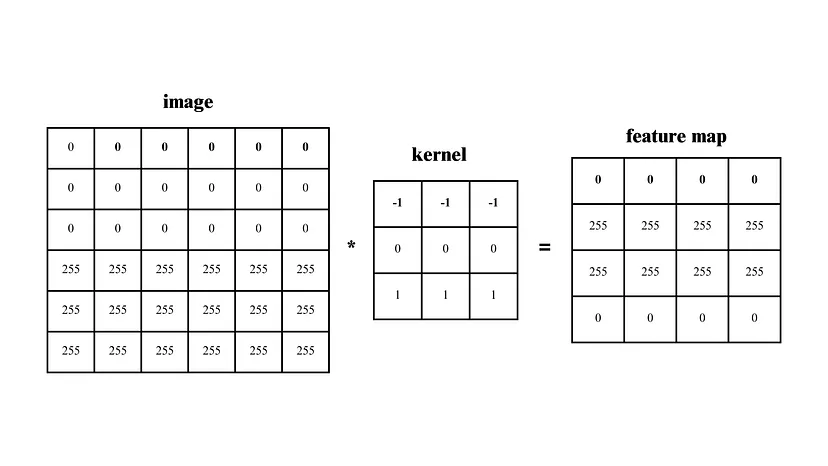 image
0 0 0 0 0 0
0 0 0 0 0 0
0 0 0 0 0 0
255 255 255 255 255 255
255 255 255 255 255 255
255 255 255 255 255 255
*
kernel
-1 -1 -1
0 0 0
1 1 1
=
feature map
0 0 0 0
255 255 255 255
255 255 255 255
0 0 0 0